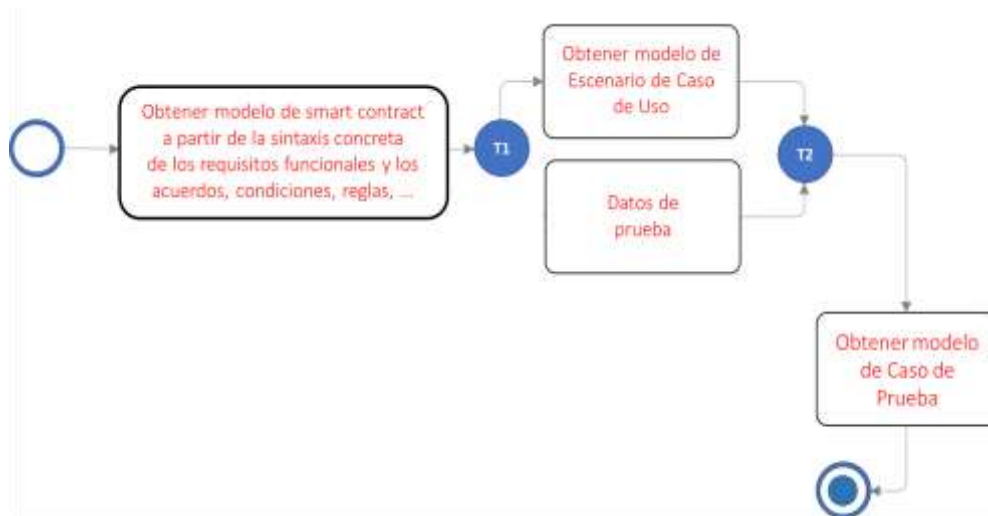 Obtener modelo de smart contract
a partir de la sintaxis concreta
de los requisitos funcionales y los
acuerdos, condiciones, reglas, ...
T1
Obtener modelo de
Escenario de Caso
de Uso
Datos de
prueba
T2
Obtener modelo
de Caso de
Prueba